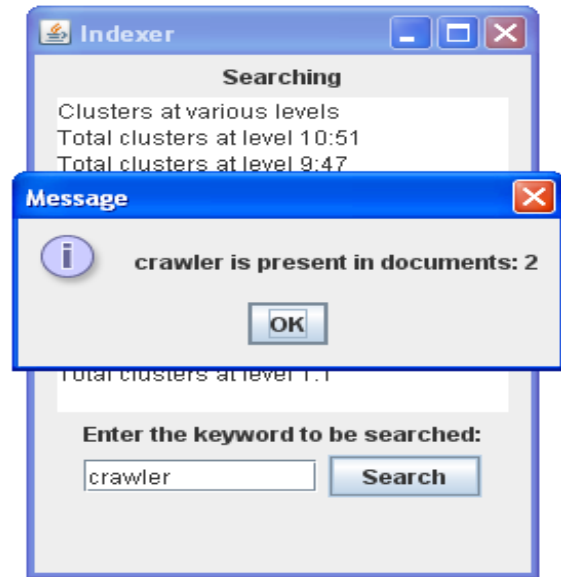 Indexer
Searching
Clusters at various levels
Total clusters at level 10:51
Total clusters at level 9:47
Message
i
crawler is present in documents: 2
OK
Total clusters at level 1:1
Enter the keyword to be searched:
crawler
Search